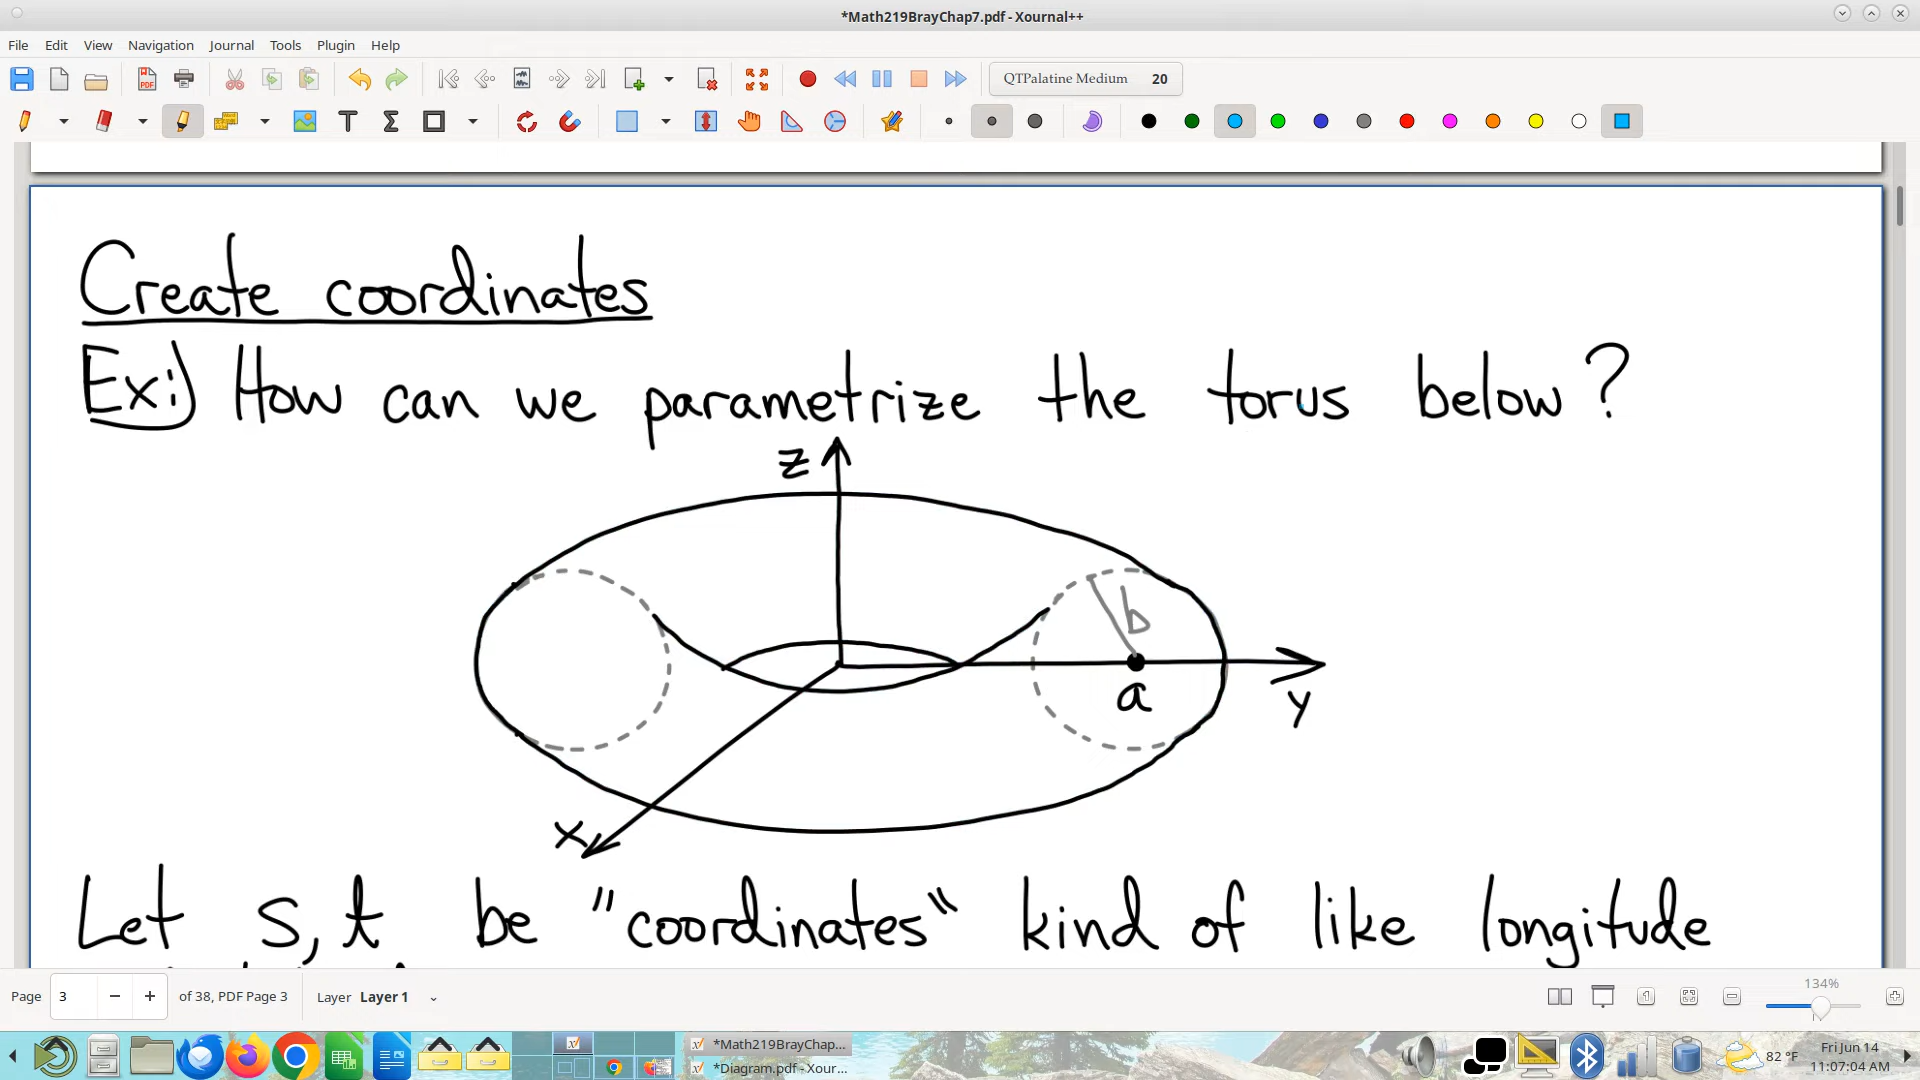 *Math219BrayChap7.pdf - Xournal++
File Edit View Navigation Journal Tools Plugin Help
QTPalatine Medium 20
Create coordinates
Ex:) How can we parametrize the torus below?
z
b
a
y
x
Let s,t be "coordinates" kind of like longitude
Page 3 of 38, PDF Page 3 Layer Layer 1
134%
*Math219BrayChap...
*Diagram.pdf - Xour...
82 °F
Fri Jun 14
11:07:04 AM